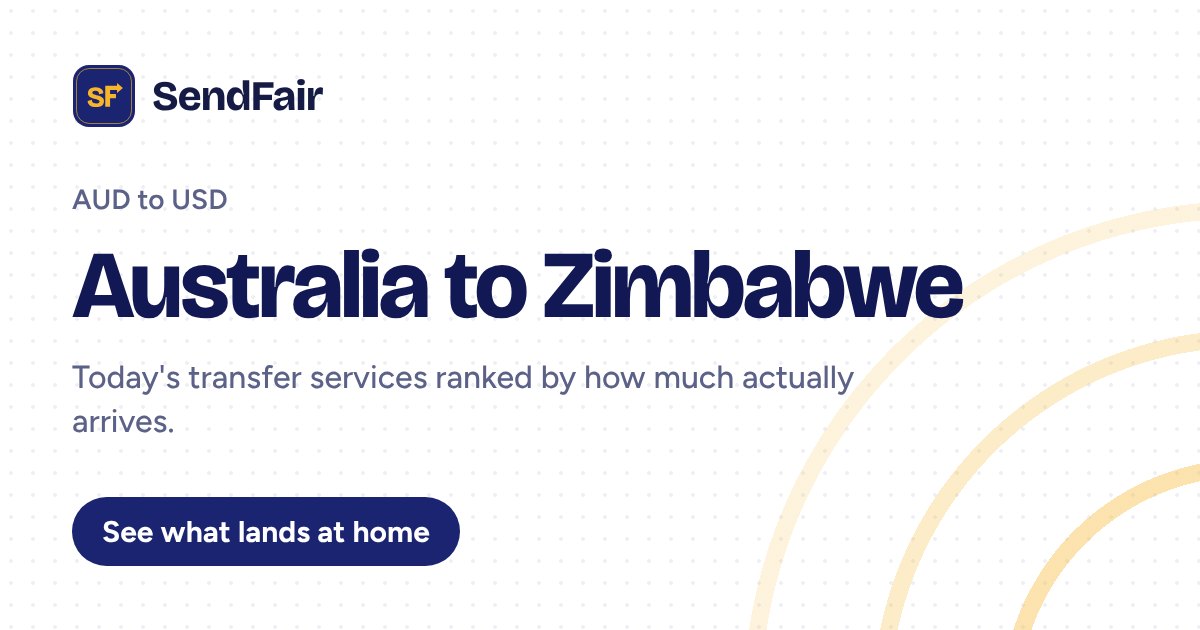 SF
SendFair
AUD to USD
Australia to Zimbabwe
Today's transfer services ranked by how much actually
arrives.
See what lands at home